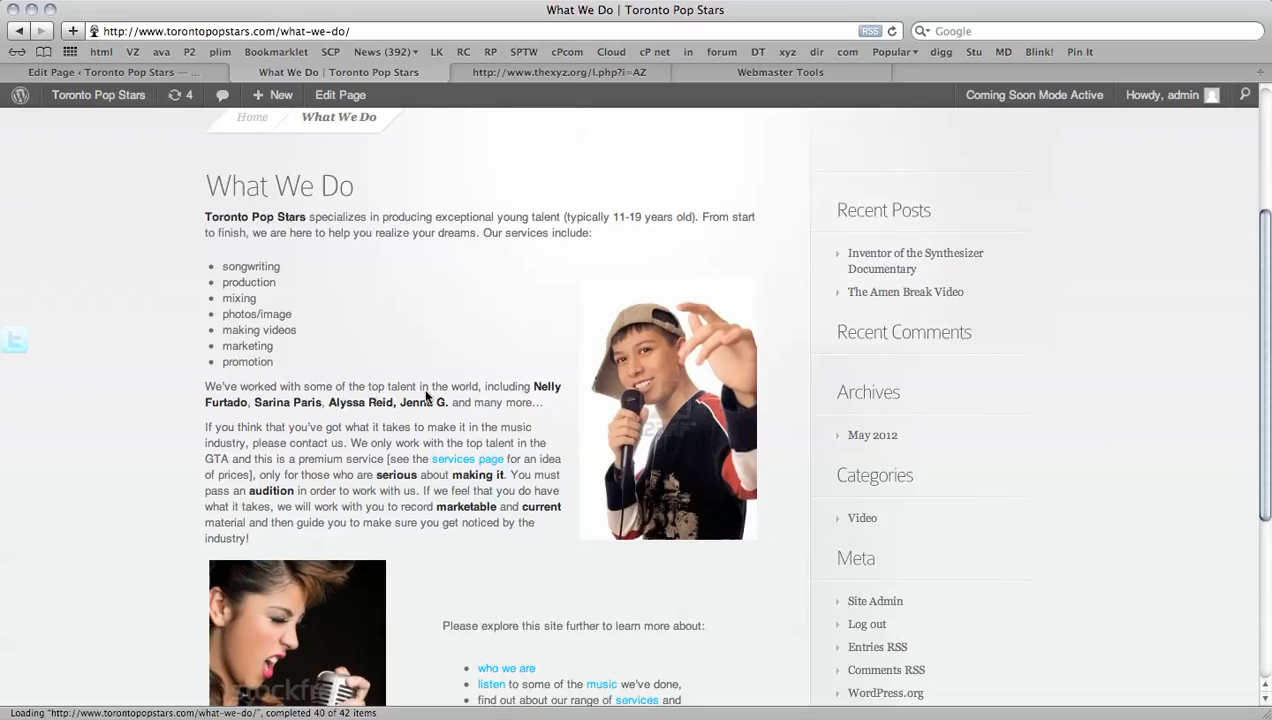 What We Do | Toronto Pop Stars
http://www.torontopopstars.com/what-we-do/
RSS
Google
html VZ ava P2 plim Bookmarklet SCP News (392) LK RC RP SPTW cPcom Cloud cP net in forum DT xyz dir com Popular digg Stu MD Blink! Pin It
Edit Page ‹ Toronto Pop Stars — ...
What We Do | Toronto Pop Stars
http://www.thexyz.org/l.php?i=AZ
Webmaster Tools
Toronto Pop Stars 4 + New Edit Page
Coming Soon Mode Active Howdy, admin
Home What We Do
What We Do
Toronto Pop Stars specializes in producing exceptional young talent (typically 11-19 years old). From start
to finish, we are here to help you realize your dreams. Our services include:
songwriting
production
mixing
photos/image
making videos
marketing
promotion
We've worked with some of the top talent in the world, including Nelly
Furtado, Sarina Paris, Alyssa Reid, Jenna G. and many more…
If you think that you've got what it takes to make it in the music
industry, please contact us. We only work with the top talent in the
GTA and this is a premium service [see the services page for an idea
of prices], only for those who are serious about making it. You must
pass an audition in order to work with us. If we feel that you do have
what it takes, we will work with you to record marketable and current
material and then guide you to make sure you get noticed by the
industry!
Please explore this site further to learn more about:
who we are
listen to some of the music we've done,
find out about our range of services and
Recent Posts
Inventor of the Synthesizer
Documentary
The Amen Break Video
Recent Comments
Archives
May 2012
Categories
Video
Meta
Site Admin
Log out
Entries RSS
Comments RSS
WordPress.org
Loading "http://www.torontopopstars.com/what-we-do/", completed 40 of 42 items